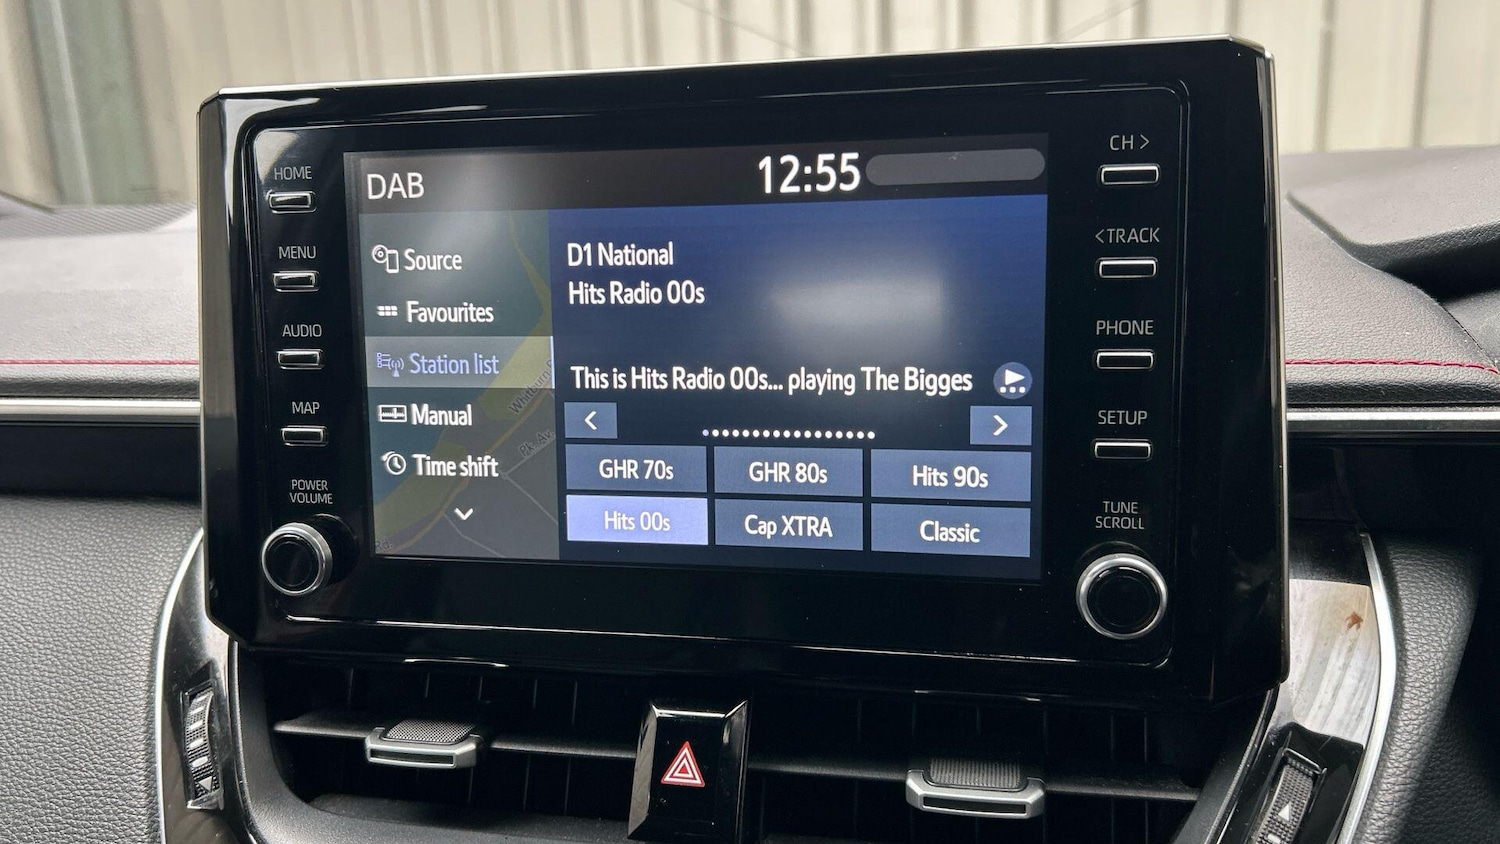 HOME
MENU
AUDIO
MAP
POWER
VOLUME
DAB
12:55
Source
Favourites
Station list
Manual
Time shift
D1 National
Hits Radio 00s
This is Hits Radio 00s... playing The Bigges
<
>
GHR 70s
GHR 80s
Hits 90s
Hits 00s
Cap XTRA
Classic
CH >
<TRACK
PHONE
SETUP
TUNE
SCROLL